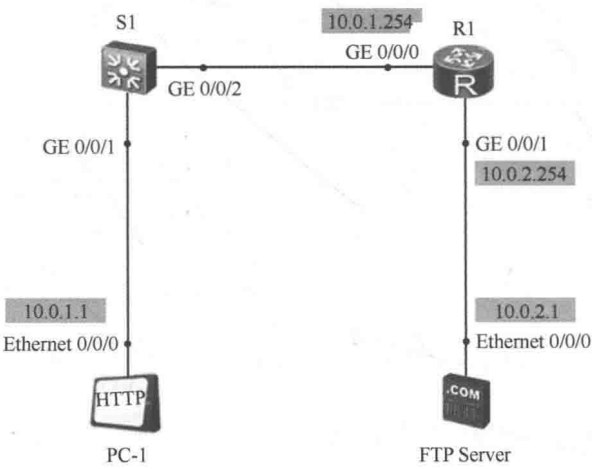 10.0.1.254
S1
R1
GE 0/0/0
GE 0/0/2
R
GE 0/0/1
GE 0/0/1
10.0.2.254
10.0.1.1
10.0.2.1
Ethernet 0/0/0
Ethernet 0/0/0
HTTP
.COM
PC-1
FTP Server